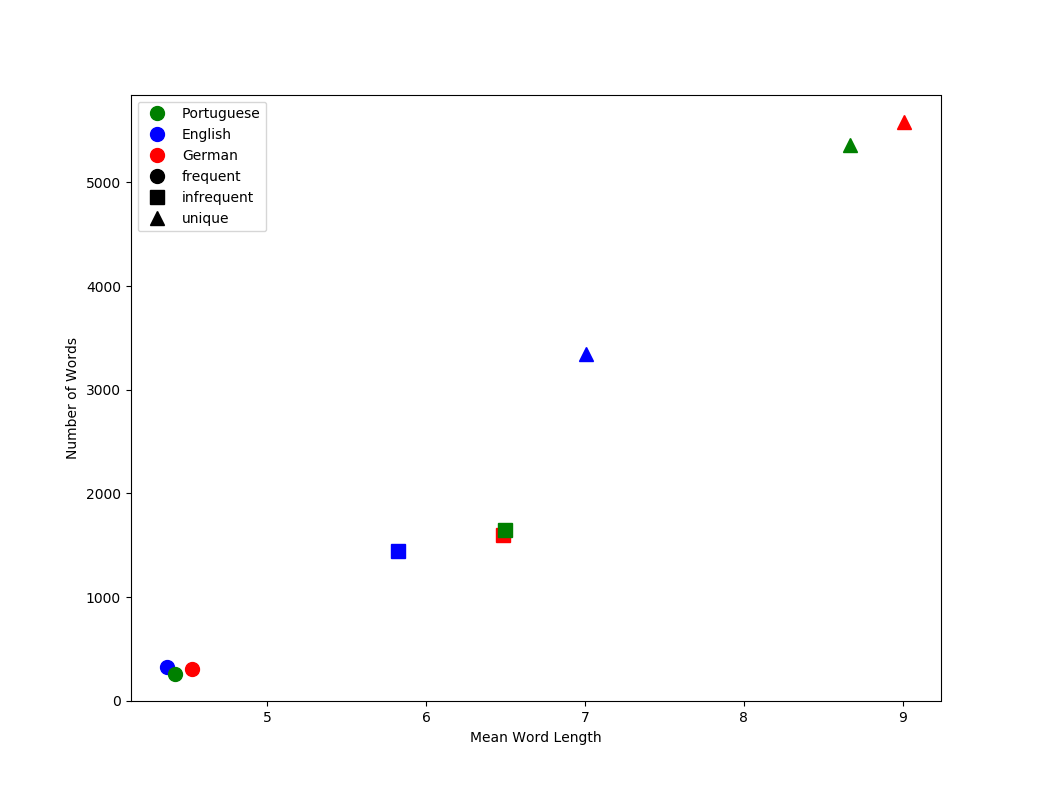 Portuguese
English
German
frequent
infrequent
unique
5000
4000
3000
2000
1000
0
Number of Words
5 6 7 8 9
Mean Word Length